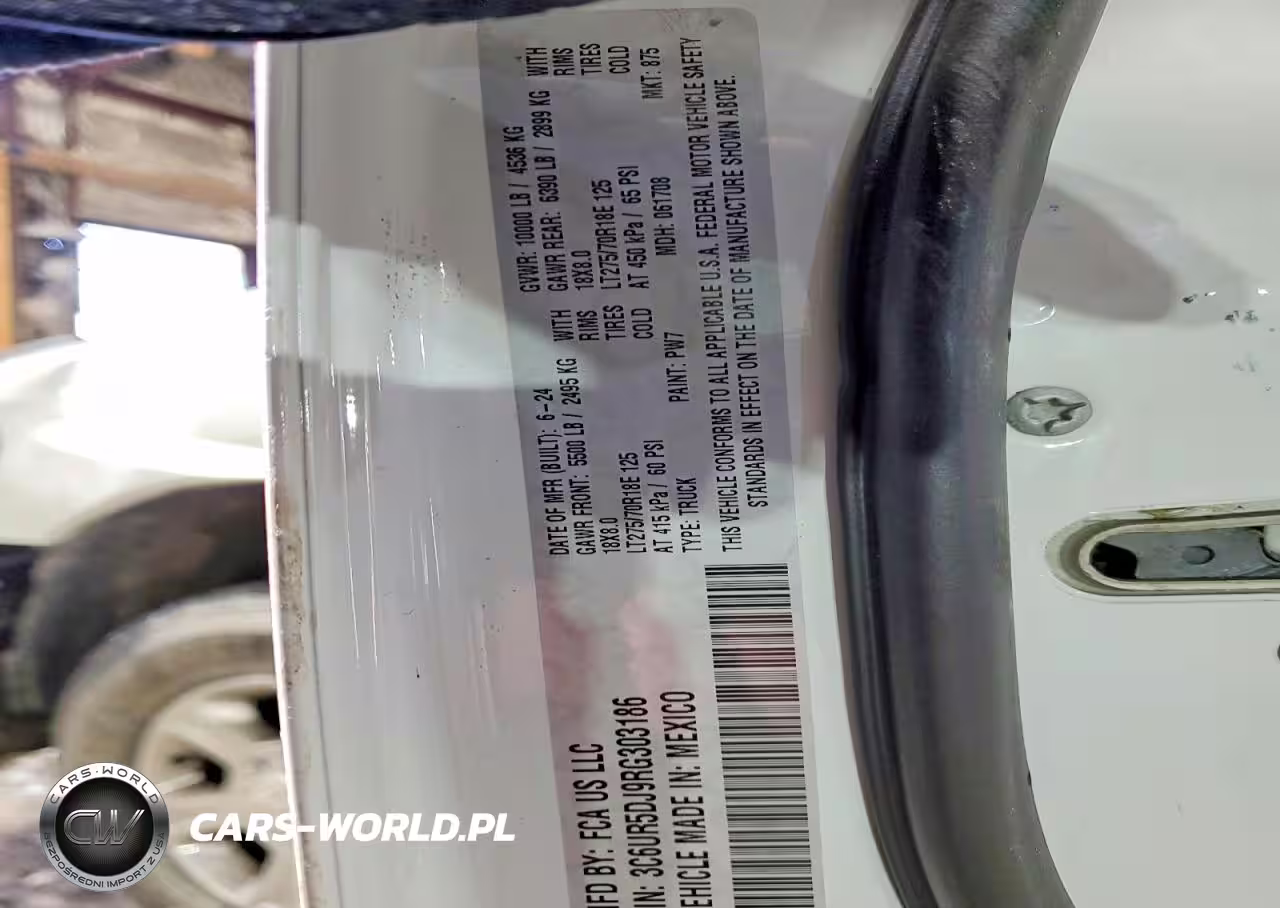 MFD BY: FCA US LLC
DATE OF MFR (BUILT): 6-24
GVWR: 10000 LB / 4536 KG
GAWR FRONT: 5500 LB / 2495 KG WITH
GAWR REAR: 6390 LB / 2899 KG WITH
18X8.0 RIMS
18X8.0 RIMS
LT275/70R18E 125 TIRES
LT275/70R18E 125 TIRES
AT 415 kPa / 60 PSI COLD
AT 450 kPa / 65 PSI COLD
TYPE: TRUCK PAINT: PW7 MDH: 061708 MKT: 875
THIS VEHICLE CONFORMS TO ALL APPLICABLE U.S.A. FEDERAL MOTOR VEHICLE SAFETY
STANDARDS IN EFFECT ON THE DATE OF MANUFACTURE SHOWN ABOVE.
IN: 3C6UR5DJ9RG303186
EHICLE MADE IN: MEXICO
CARS-WORLD
CW
BEZPOŚREDNI IMPORT Z USA
CARS-WORLD.PL